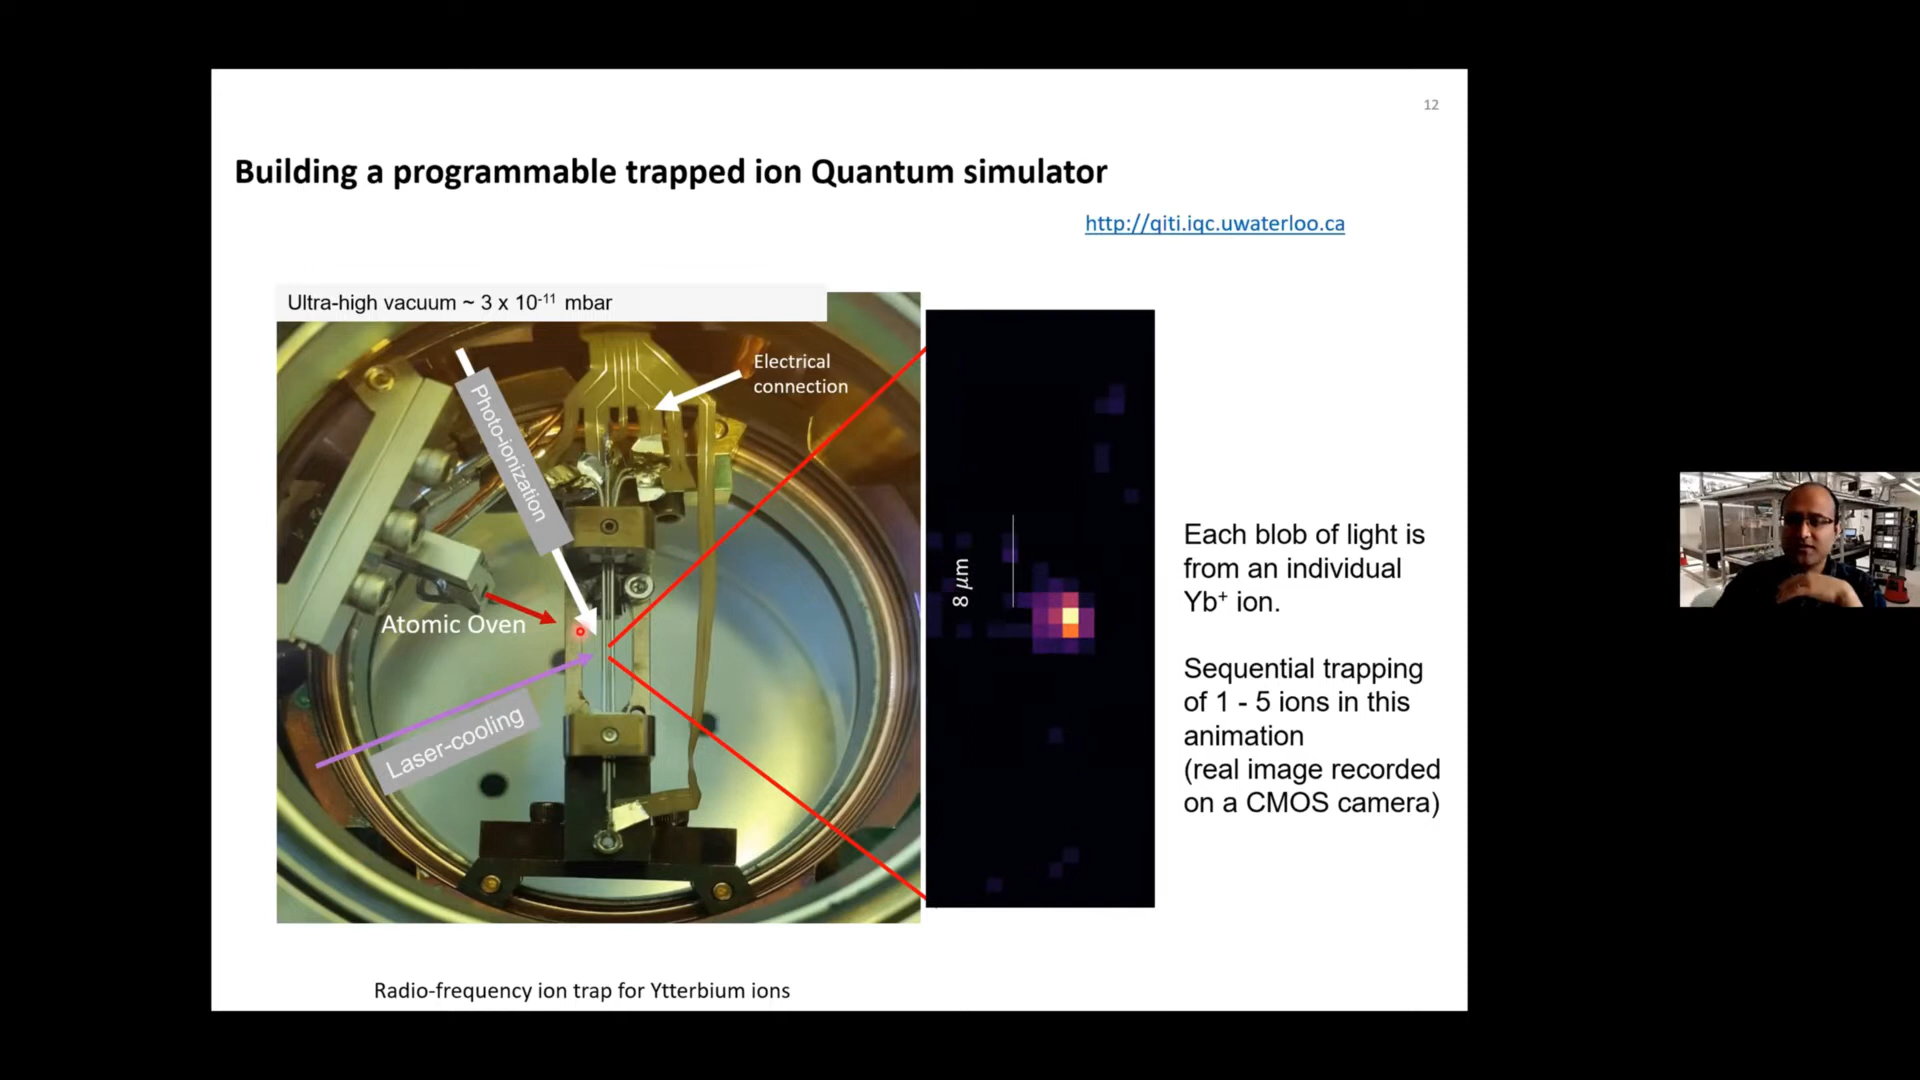 12
Building a programmable trapped ion Quantum simulator
http://qiti.iqc.uwaterloo.ca
Ultra-high vacuum ~ 3 x 10⁻¹¹ mbar
Electrical
connection
Photo-ionization
Atomic Oven
Laser-cooling
8 μm
Each blob of light is
from an individual
Yb⁺ ion.
Sequential trapping
of 1 - 5 ions in this
animation
(real image recorded
on a CMOS camera)
Radio-frequency ion trap for Ytterbium ions